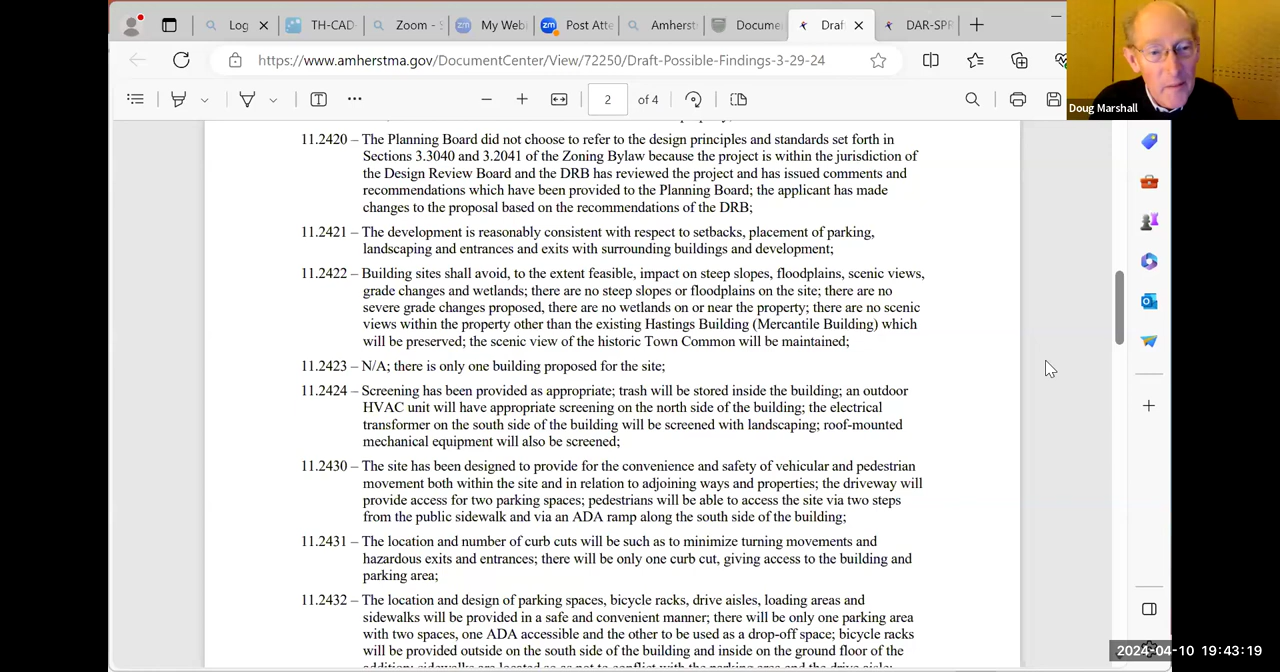 Log
TH-CAD
Zoom - S
My Webi
Post Atte
Amherst
Docume
Draf
DAR-SPR
https://www.amherstma.gov/DocumentCenter/View/72250/Draft-Possible-Findings-3-29-24
2 of 4
Doug Marshall
11.2420 – The Planning Board did not choose to refer to the design principles and standards set forth in
Sections 3.3040 and 3.2041 of the Zoning Bylaw because the project is within the jurisdiction of
the Design Review Board and the DRB has reviewed the project and has issued comments and
recommendations which have been provided to the Planning Board; the applicant has made
changes to the proposal based on the recommendations of the DRB;
11.2421 – The development is reasonably consistent with respect to setbacks, placement of parking,
landscaping and entrances and exits with surrounding buildings and development;
11.2422 – Building sites shall avoid, to the extent feasible, impact on steep slopes, floodplains, scenic views,
grade changes and wetlands; there are no steep slopes or floodplains on the site; there are no
severe grade changes proposed, there are no wetlands on or near the property; there are no scenic
views within the property other than the existing Hastings Building (Mercantile Building) which
will be preserved; the scenic view of the historic Town Common will be maintained;
11.2423 – N/A; there is only one building proposed for the site;
11.2424 – Screening has been provided as appropriate; trash will be stored inside the building; an outdoor
HVAC unit will have appropriate screening on the north side of the building; the electrical
transformer on the south side of the building will be screened with landscaping; roof-mounted
mechanical equipment will also be screened;
11.2430 – The site has been designed to provide for the convenience and safety of vehicular and pedestrian
movement both within the site and in relation to adjoining ways and properties; the driveway will
provide access for two parking spaces; pedestrians will be able to access the site via two steps
from the public sidewalk and via an ADA ramp along the south side of the building;
11.2431 – The location and number of curb cuts will be such as to minimize turning movements and
hazardous exits and entrances; there will be only one curb cut, giving access to the building and
parking area;
11.2432 – The location and design of parking spaces, bicycle racks, drive aisles, loading areas and
sidewalks will be provided in a safe and convenient manner; there will be only one parking area
with two spaces, one ADA accessible and the other to be used as a drop-off space; bicycle racks
will be provided outside on the south side of the building and inside on the ground floor of the
addition; sidewalks are located so as not to conflict with the parking area and the drive aisle;
2024-04-10 19:43:19